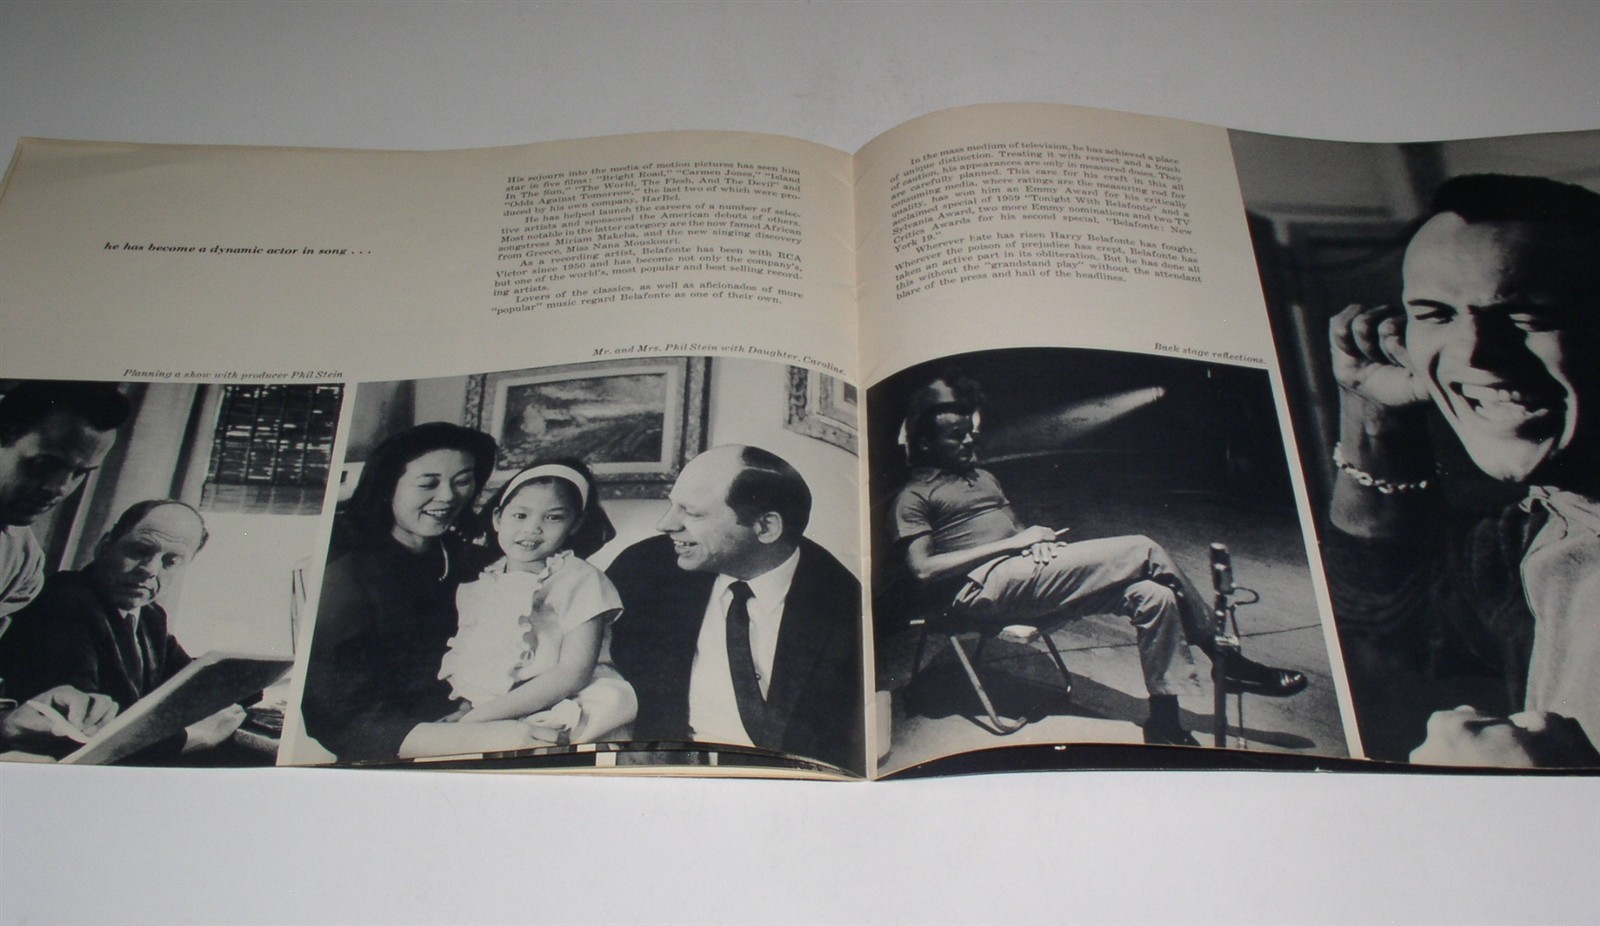 he has become a dynamic actor in song . . .
His sojourn into the media of motion pictures has seen him
star in five films: "Bright Road," "Carmen Jones," "Island
In The Sun," "The World, The Flesh, And The Devil" and
"Odds Against Tomorrow," the last two of which were pro-
duced by his own company, HarBel.
He has helped launch the careers of a number of selec-
tive artists and sponsored the American debuts of others.
Most notable in the latter category are the now famed African
songstress Miriam Makeba, and the new singing discovery
from Greece, Miss Nana Mouskouri.
As a recording artist, Belafonte has been with RCA
Victor since 1950 and has become not only the company's,
but one of the world's, most popular and best selling record-
ing artists.
Lovers of the classics, as well as aficionados of more
"popular" music regard Belafonte as one of their own.
Planning a show with producer Phil Stein
Mr. and Mrs. Phil Stein with Daughter, Caroline.
In the mass medium of television, he has achieved a place
of unique distinction. Treating it with respect and a touch
of caution, his appearances are only in measured doses. They
are carefully planned. This care for his craft in this all
consuming media, where ratings are the measuring rod for
quality, has won him an Emmy Award for his critically
acclaimed special of 1959 "Tonight With Belafonte" and a
Sylvania Award, two more Emmy nominations and two TV
Critics Awards for his second special, "Belafonte: New
York 19."
Wherever hate has risen Harry Belafonte has fought.
Wherever the poison of prejudice has crept, Belafonte has
taken an active part in its obliteration. But he has done all
this without the "grandstand play" without the attendant
blare of the press and hail of the headlines.
Back stage reflections.